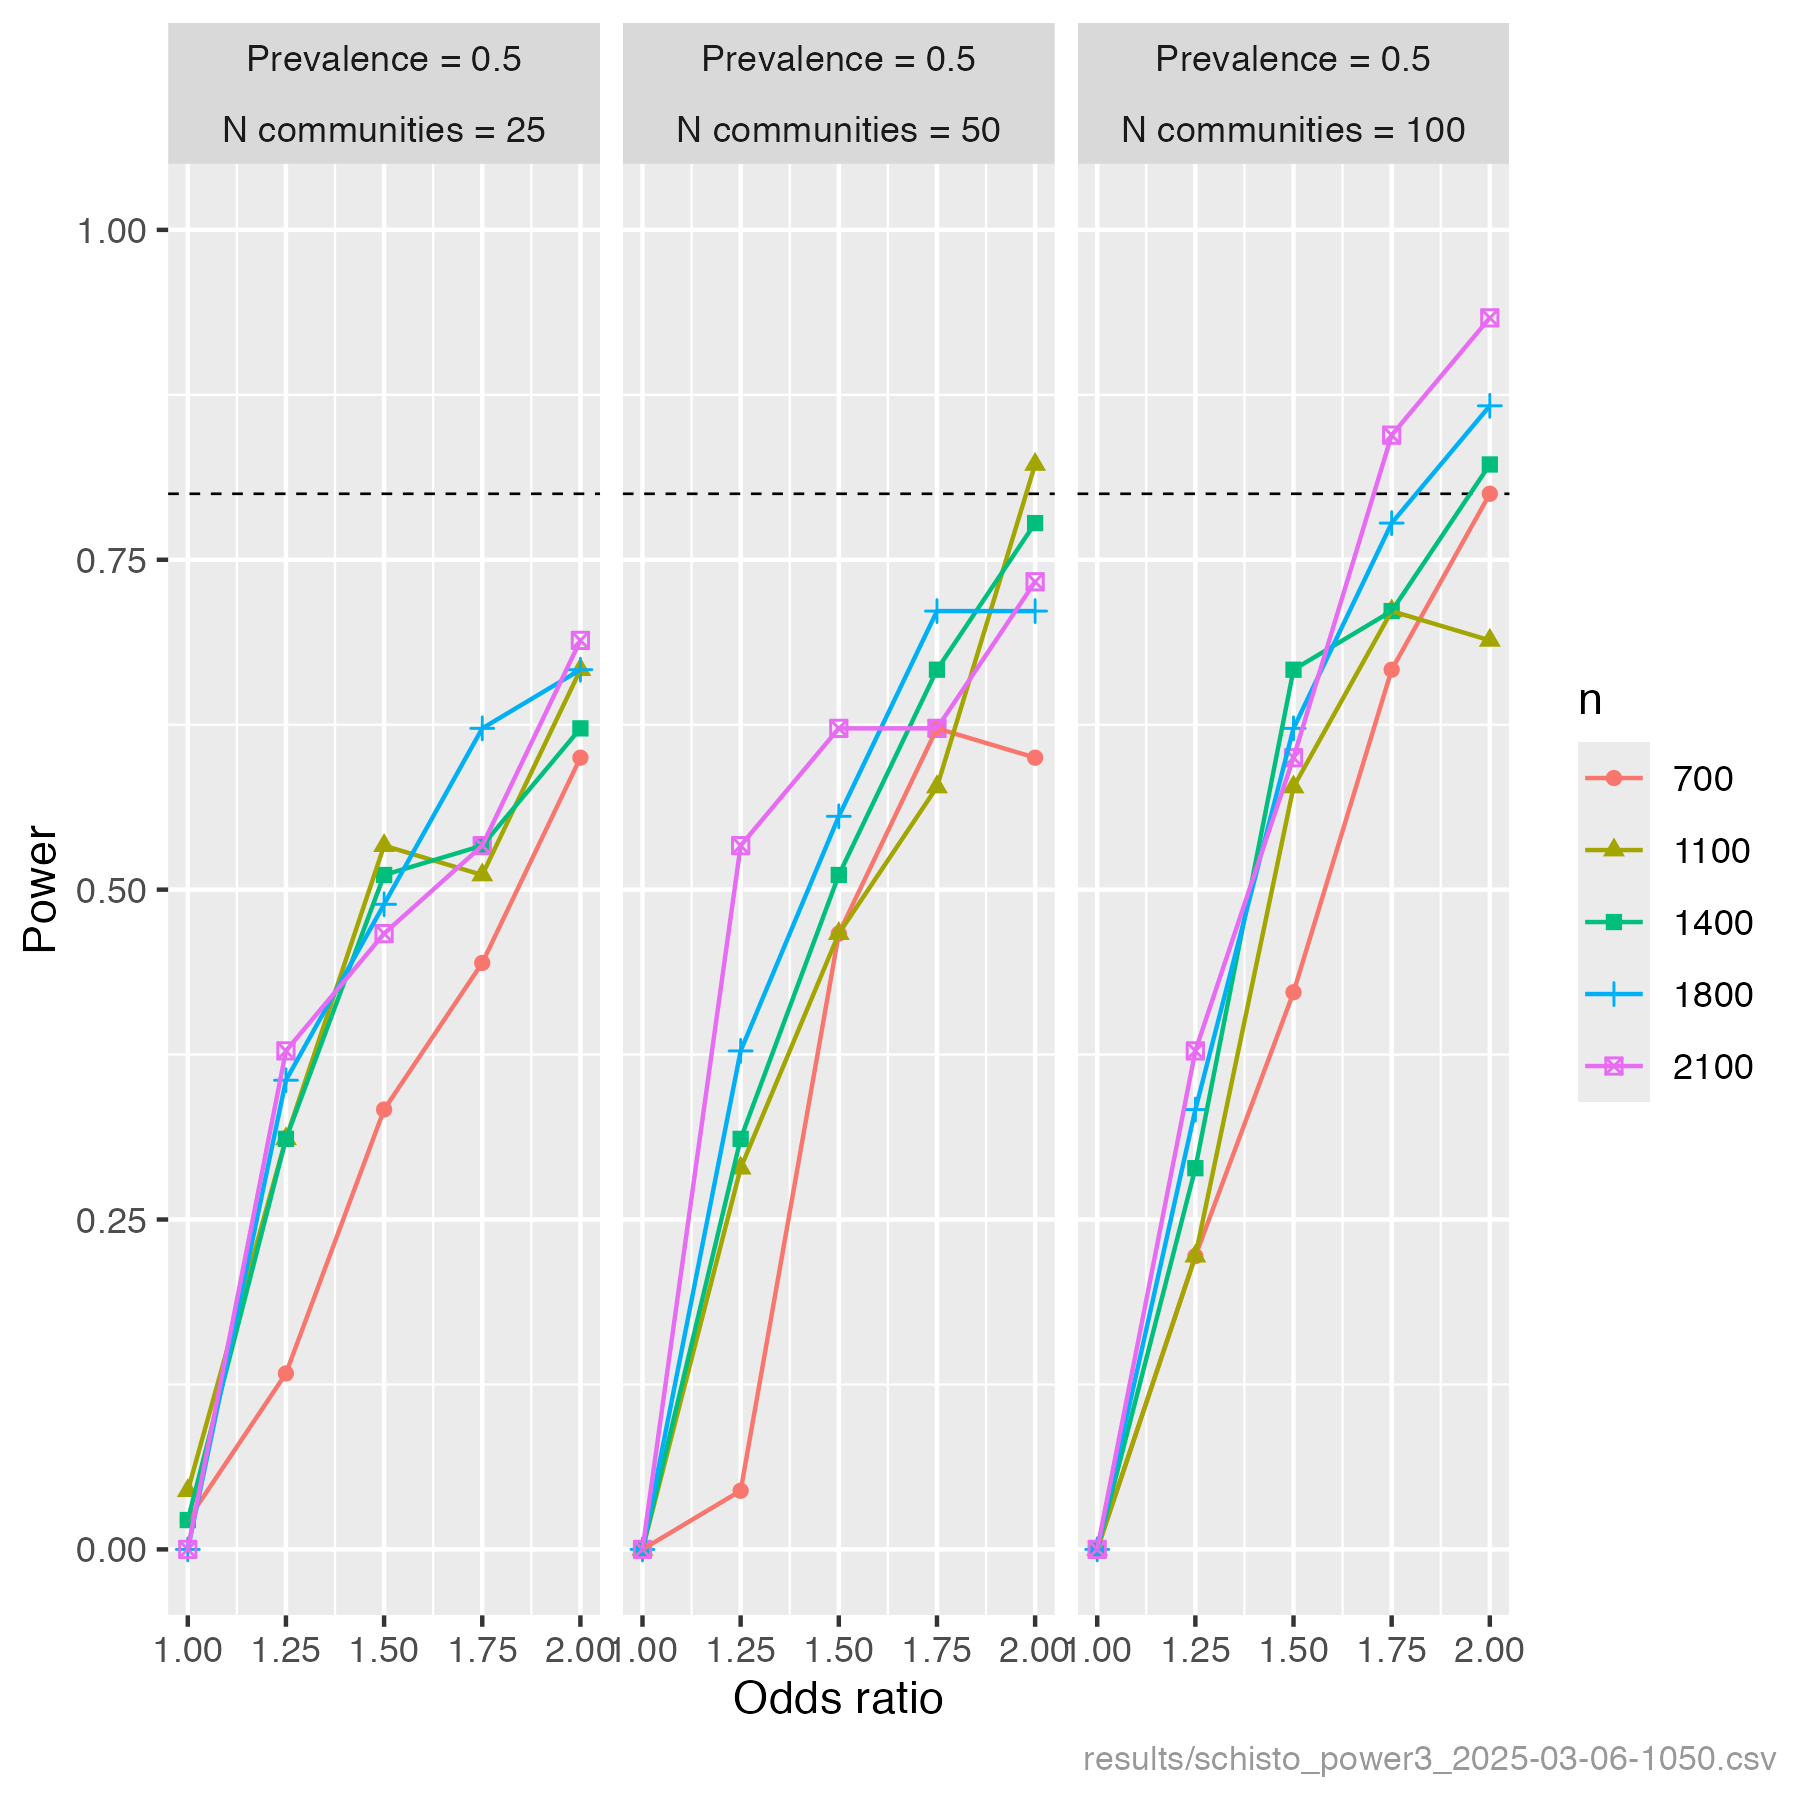 Prevalence = 0.5
N communities = 25
Prevalence = 0.5
N communities = 50
Prevalence = 0.5
N communities = 100
1.00
0.75
0.50
0.25
0.00
Power
1.00 1.25 1.50 1.75 2.00
1.00 1.25 1.50 1.75 2.00
1.00 1.25 1.50 1.75 2.00
Odds ratio
n
700
1100
1400
1800
2100
results/schisto_power3_2025-03-06-1050.csv